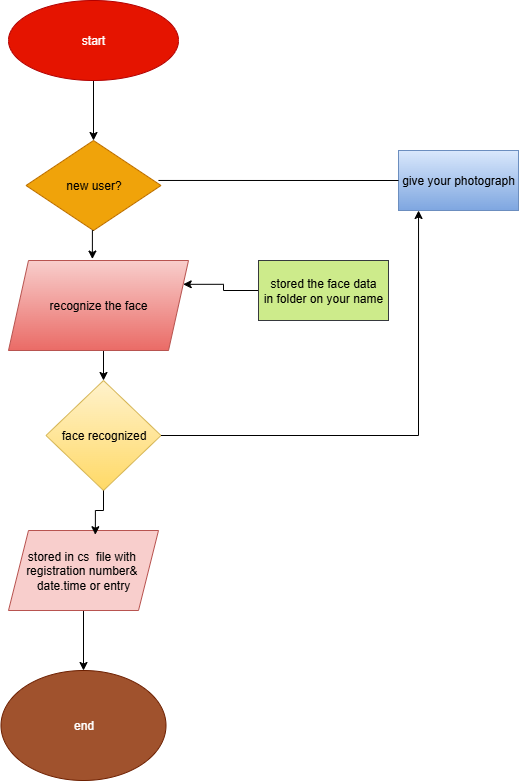 start
new user?
give your photograph
recognize the face
stored the face data
in folder on your name
face recognized
stored in cs file with
registration number&
date.time or entry
end